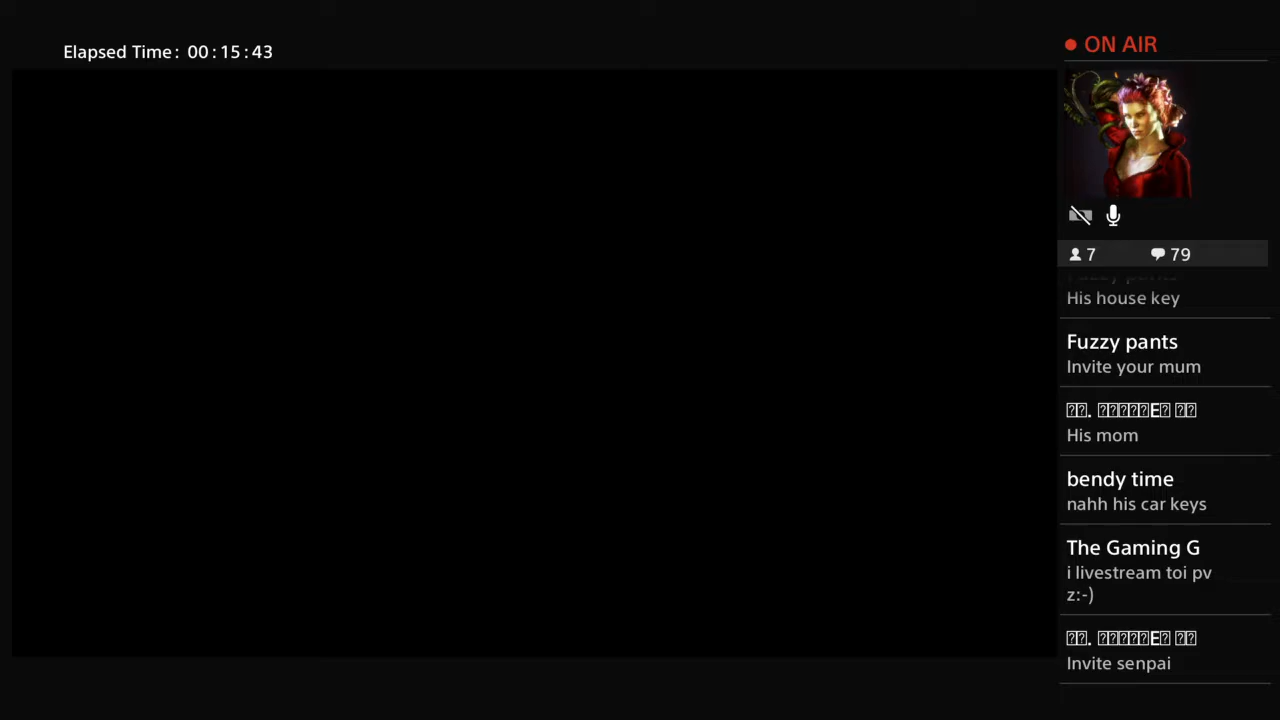 Elapsed Time: 00:15:43
ON AIR
7
79
His house key
Fuzzy pants
Invite your mum
His mom
bendy time
nahh his car keys
The Gaming G
i livestream toi pv
z:-)
Invite senpai